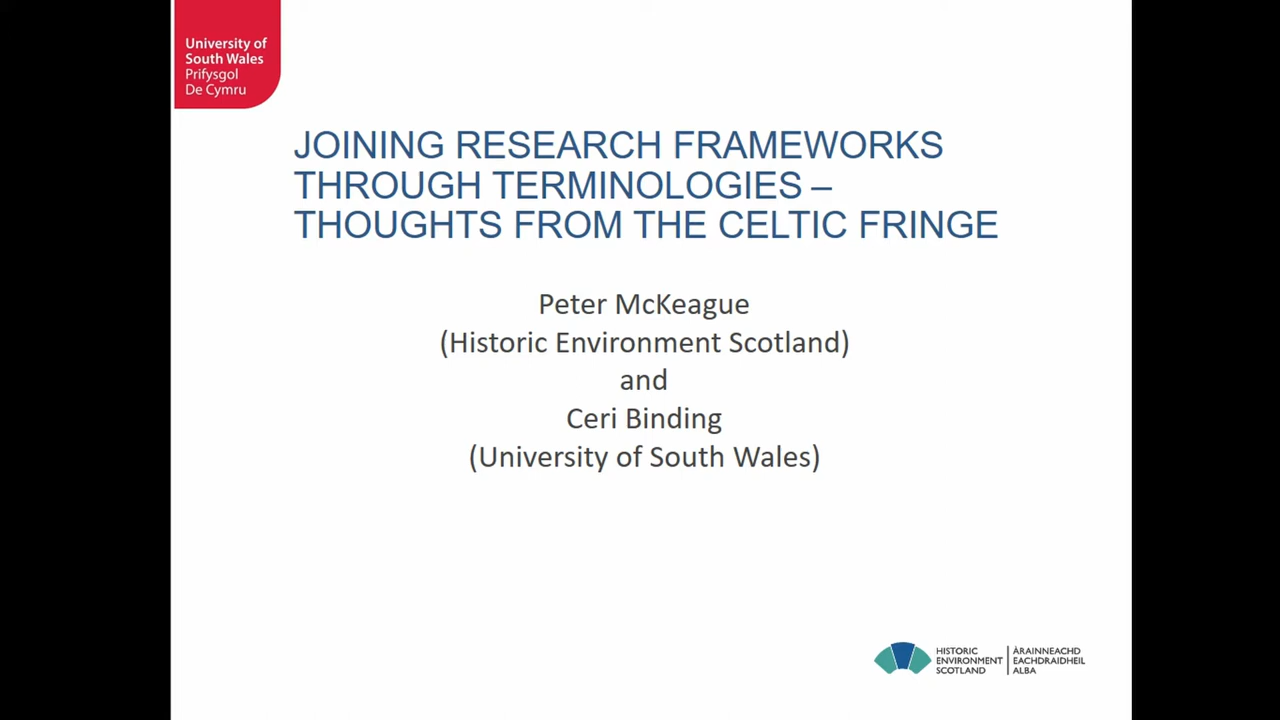 University of
South Wales
Prifysgol
De Cymru
JOINING RESEARCH FRAMEWORKS
THROUGH TERMINOLOGIES –
THOUGHTS FROM THE CELTIC FRINGE
Peter McKeague
(Historic Environment Scotland)
and
Ceri Binding
(University of South Wales)
HISTORIC
ENVIRONMENT
SCOTLAND
ÀRAINNEACHD
EACHDRAIDHEIL
ALBA